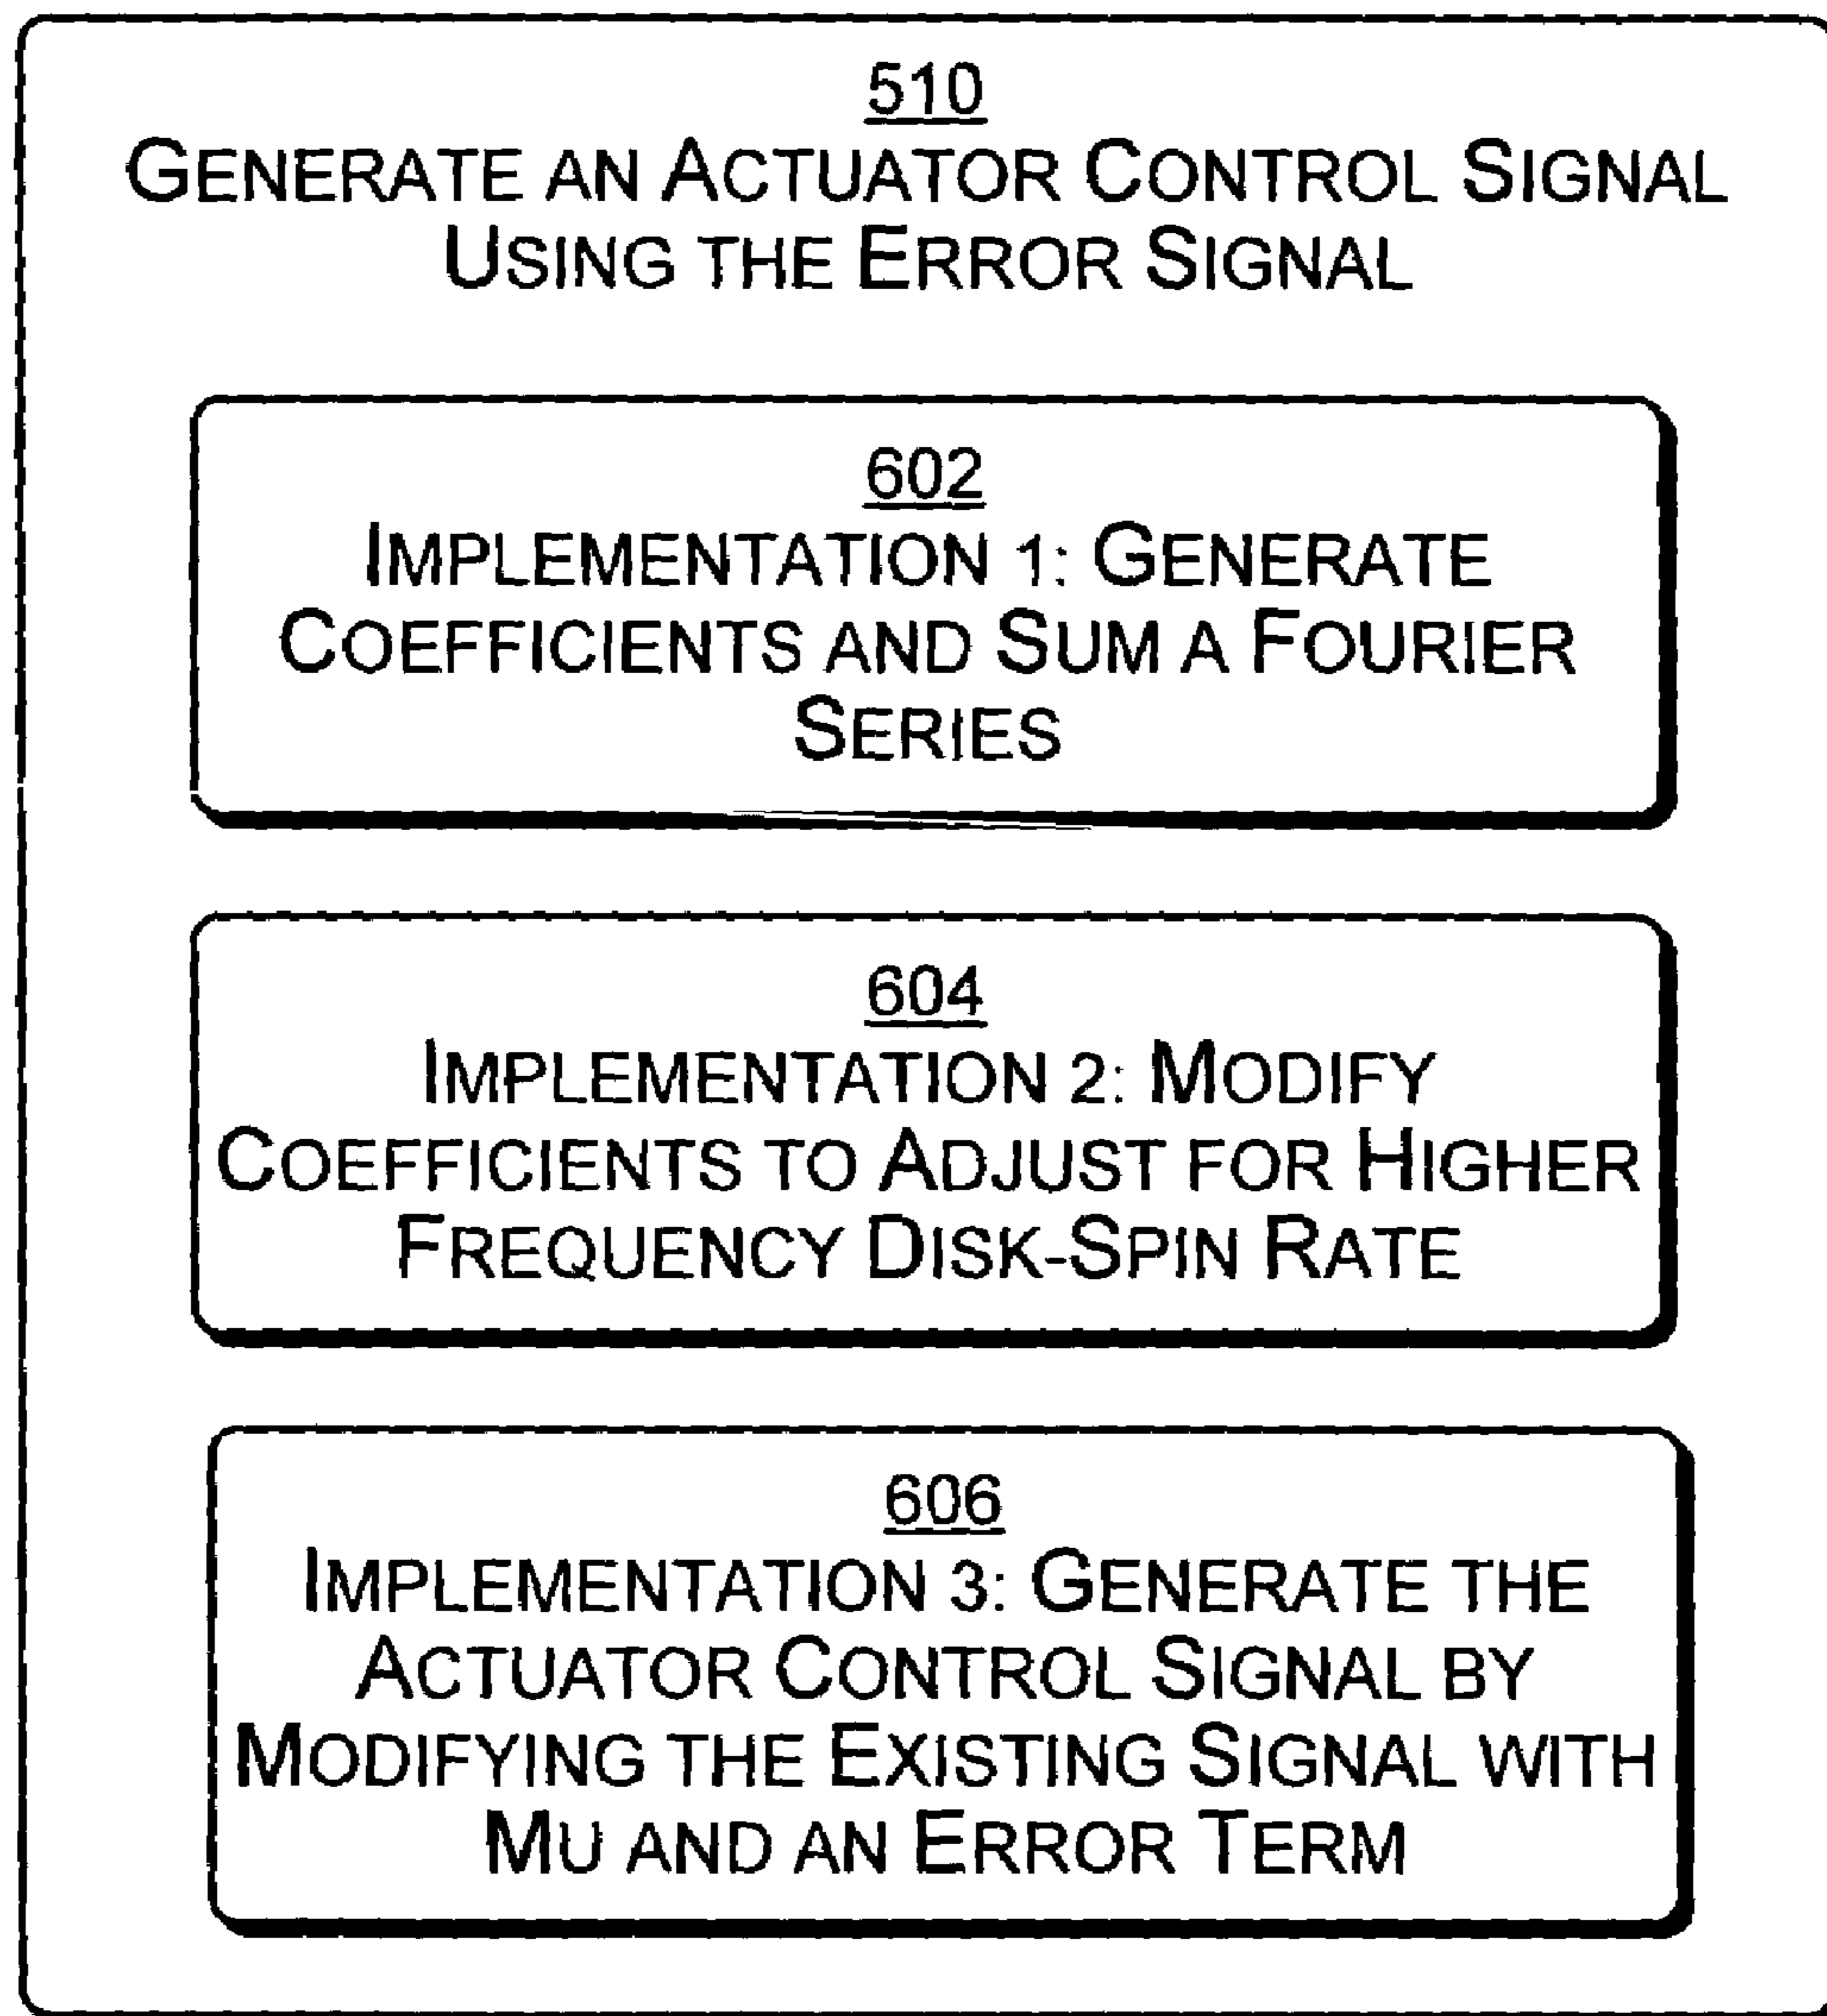 510
GENERATE AN ACTUATOR CONTROL SIGNAL
USING THE ERROR SIGNAL
602
IMPLEMENTATION 1: GENERATE
COEFFICIENTS AND SUM A FOURIER
SERIES
604
IMPLEMENTATION 2: MODIFY
COEFFICIENTS TO ADJUST FOR HIGHER
FREQUENCY DISK-SPIN RATE
606
IMPLEMENTATION 3: GENERATE THE
ACTUATOR CONTROL SIGNAL BY
MODIFYING THE EXISTING SIGNAL WITH
MU AND AN ERROR TERM